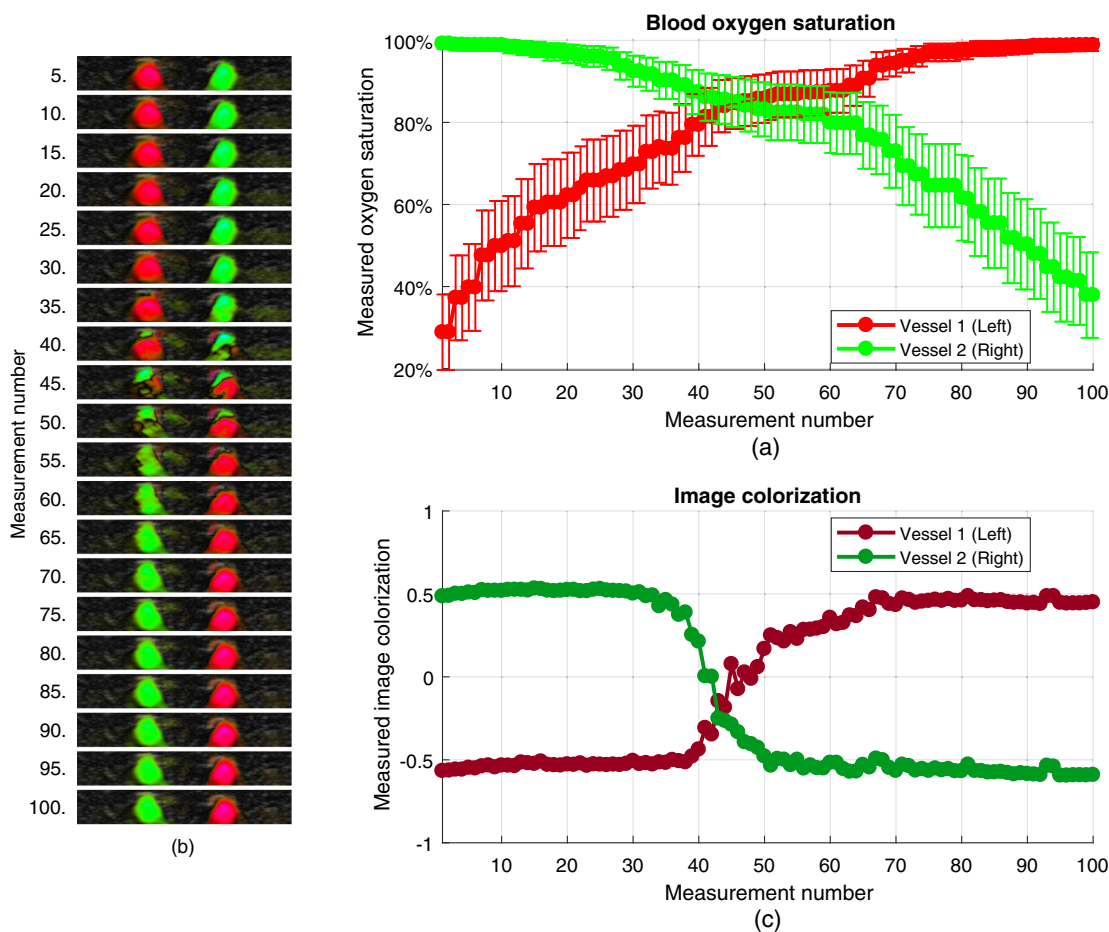 Measurement number
5.
10.
15.
20.
25.
30.
35.
40.
45.
50.
55.
60.
65.
70.
75.
80.
85.
90.
95.
100.
(b)
Blood oxygen saturation
Measured oxygen saturation
100%
80%
60%
40%
20%
Vessel 1 (Left)
Vessel 2 (Right)
10 20 30 40 50 60 70 80 90 100
Measurement number
(a)
Image colorization
Measured image colorization
1
0.5
0
-0.5
-1
Vessel 1 (Left)
Vessel 2 (Right)
10 20 30 40 50 60 70 80 90 100
Measurement number
(c)